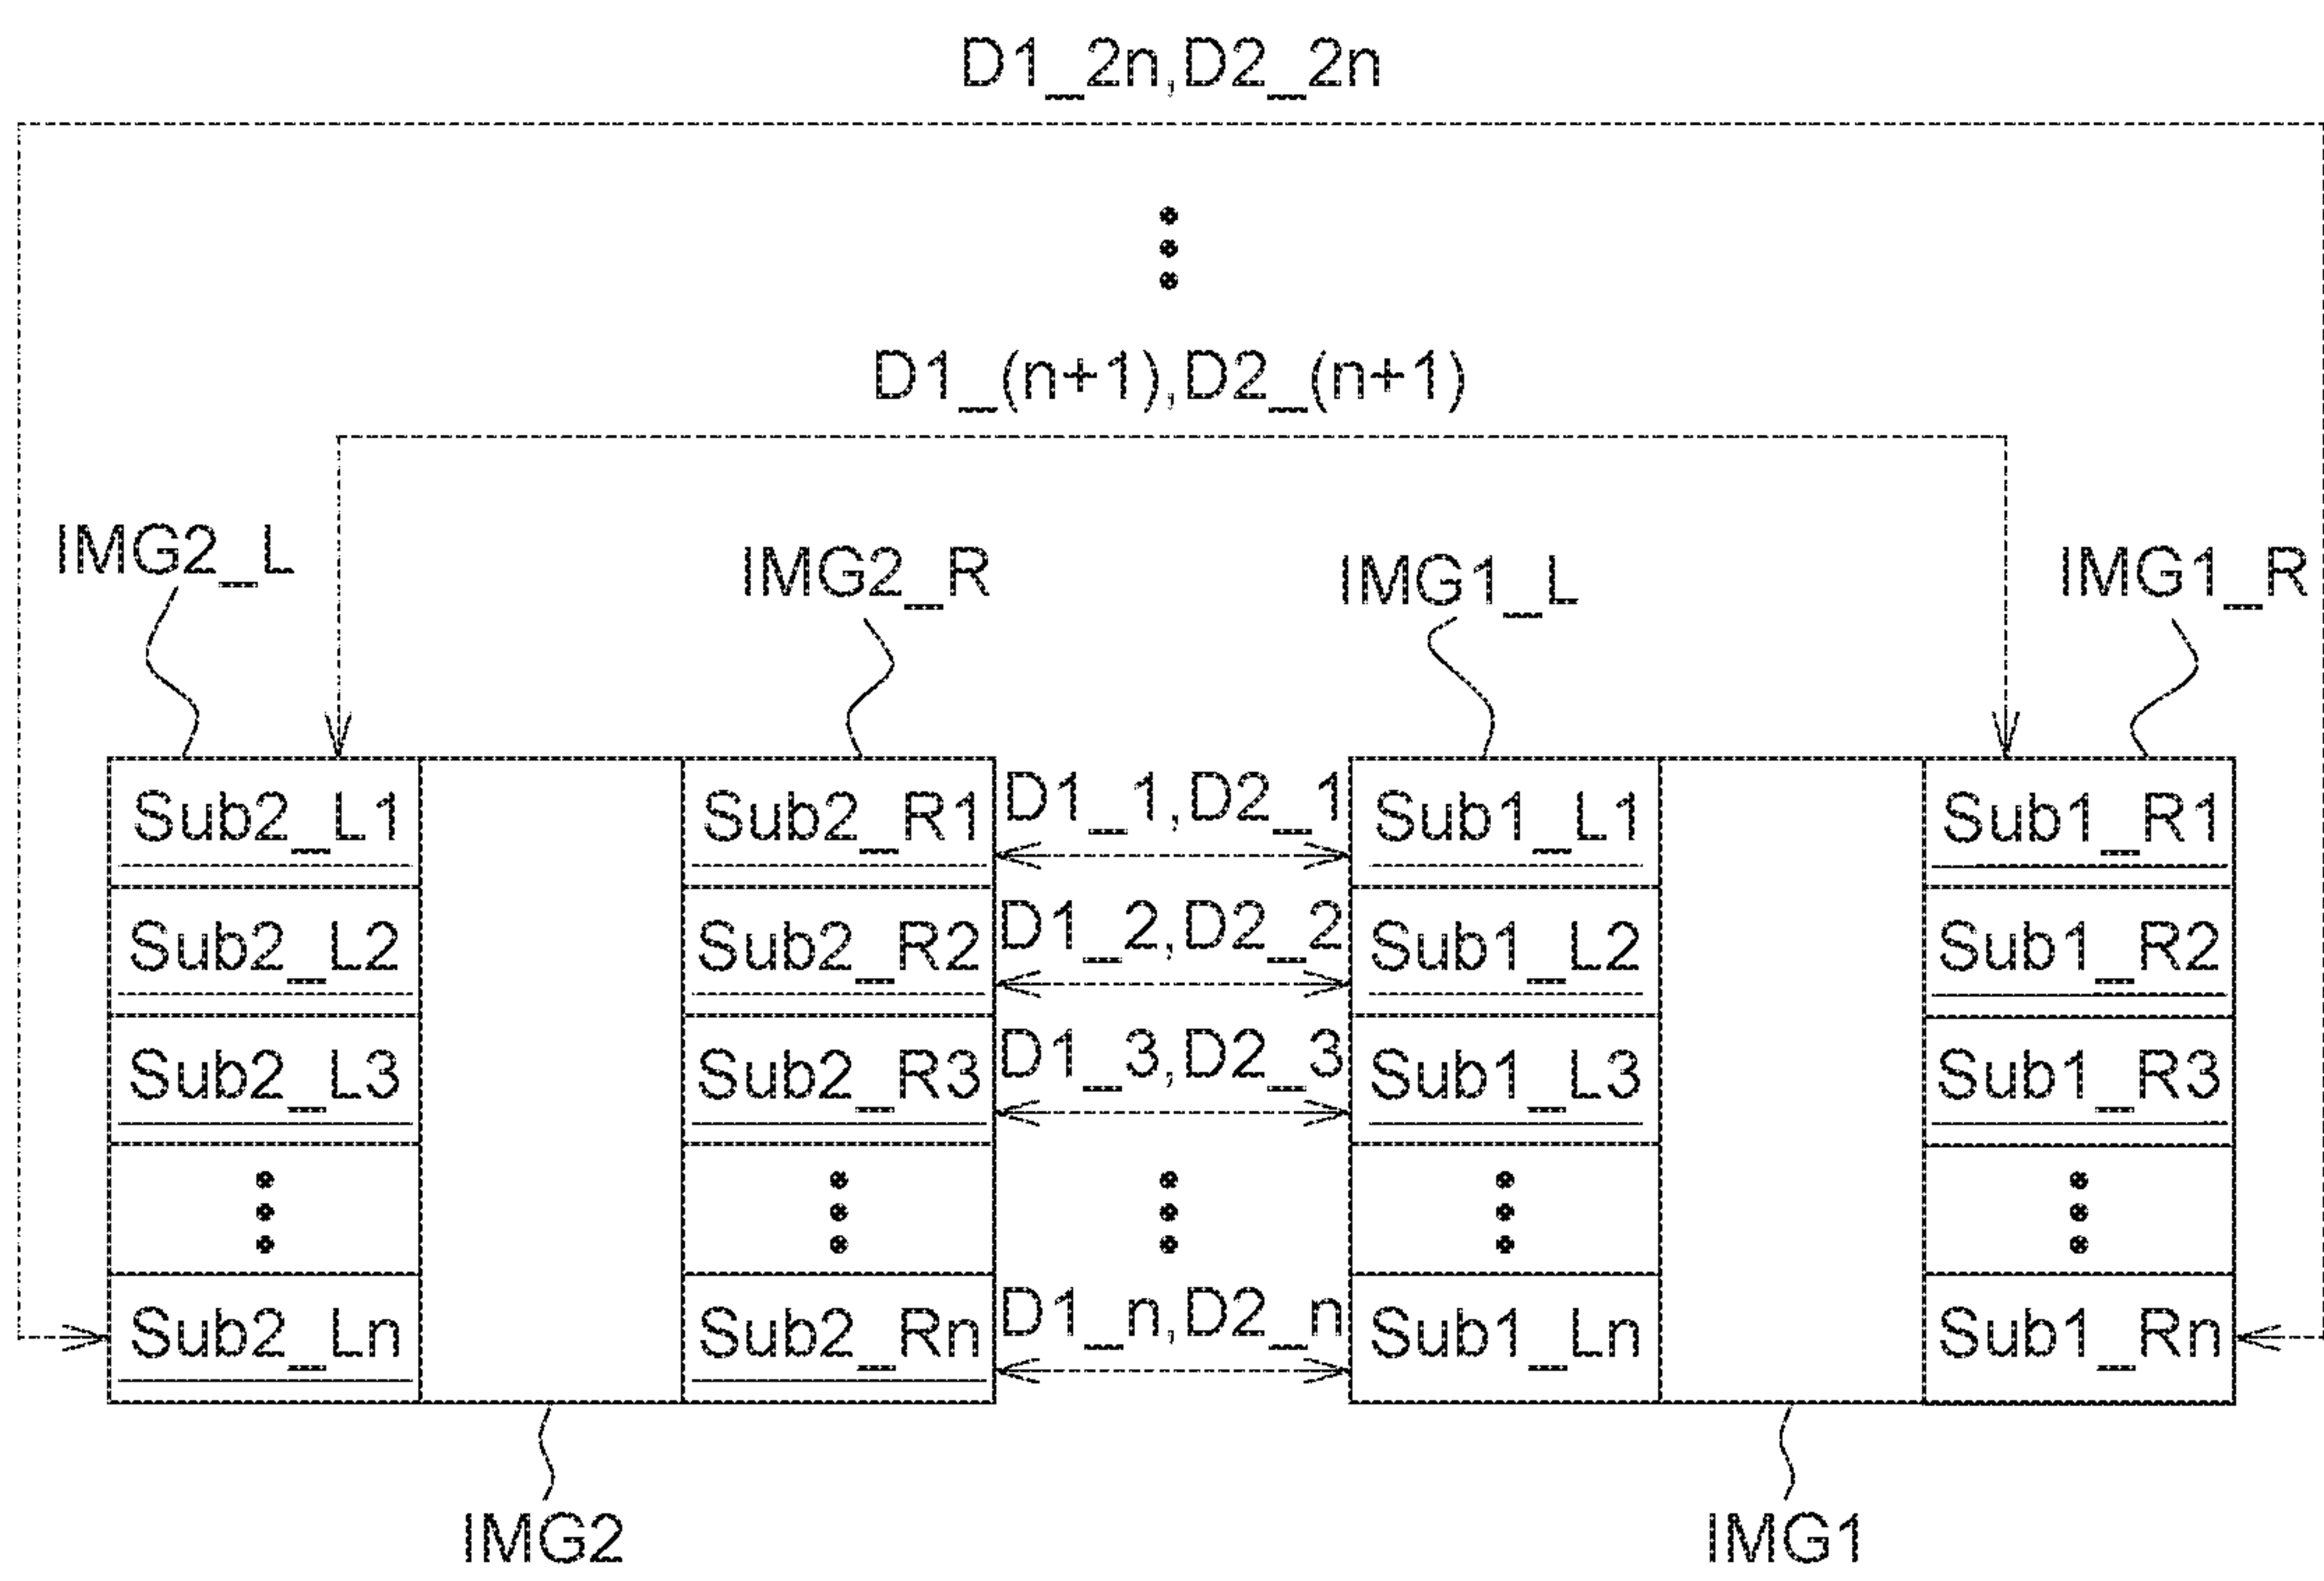 D1_2n,D2_2n
D1_(n+1),D2_(n+1)
IMG2_L
IMG2_R
IMG1_L
IMG1_R
Sub2_L1 Sub2_R1 D1_1,D2_1 Sub1_L1 Sub1_R1
Sub2_L2 Sub2_R2 D1_2,D2_2 Sub1_L2 Sub1_R2
Sub2_L3 Sub2_R3 D1_3,D2_3 Sub1_L3 Sub1_R3
Sub2_Ln Sub2_Rn D1_n,D2_n Sub1_Ln Sub1_Rn
IMG2 IMG1